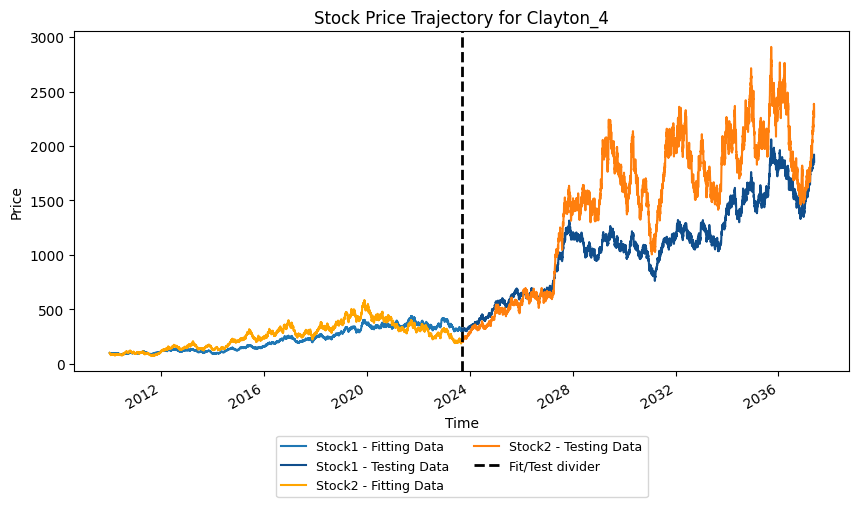 Stock Price Trajectory for Clayton_4
3000
2500
2000
1500
1000
500
0
Price
2012
2016
2020
2024
2028
2032
2036
Time
Stock1 - Fitting Data
Stock1 - Testing Data
Stock2 - Fitting Data
Stock2 - Testing Data
Fit/Test divider